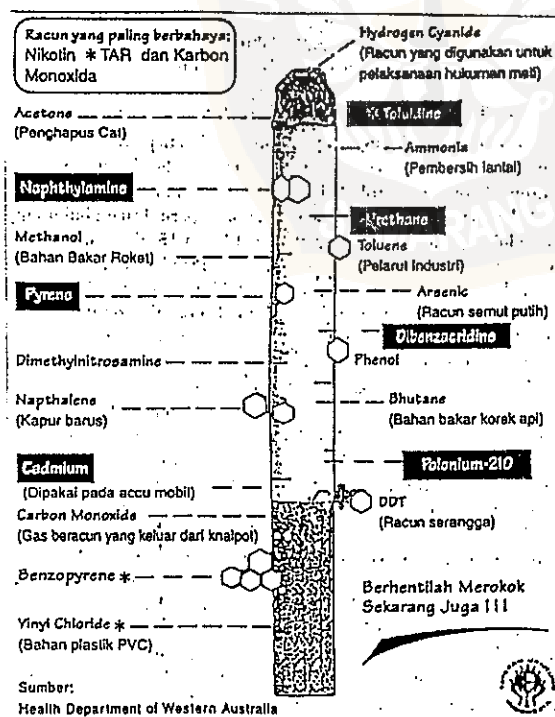 Racun yang paling berbahaya:
Nikotin * TAR dan Karbon
Monoxida
Hydrogen Cyanide
(Racun yang digunakan untuk
pelaksanaan hukuman mati)
Acetone
(Penghapus Cat)
Toluidine
Ammonia
(Pembersih lantai)
Naphthylamine
Urethane
Methanol
(Bahan Bakar Roket)
Toluene
(Pelarut Industri)
Pyrene
Arsenic
(Racun semut putih)
Dibenzacridine
Phenol
Dimethylnitrosamine
Napthalene
(Kapur barus)
Bhutane
(Bahan bakar korek api)
Cadmium
(Dipakai pada accu mobil)
Polonium-210
DDT
(Racun serangga)
Carbon Monoxide
(Gas beracun yang keluar dari knalpot)
Benzopyrene *
Vinyl Chloride *
(Bahan plastik PVC)
Berhentilah Merokok
Sekarang Juga !!!
Sumber:
Health Department of Western Australia